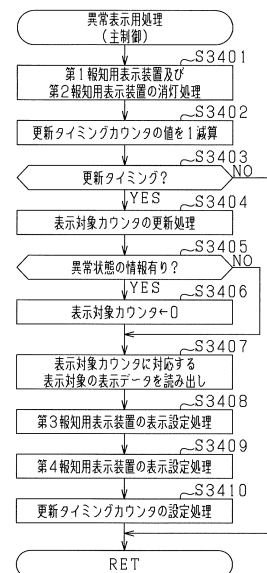 異常表示用処理
(主制御)
S3401
第1報知用表示装置及び
第2報知用表示装置の消灯処理
S3402
更新タイミングカウンタの値を1減算
S3403
更新タイミング?
NO
YES
S3404
表示対象カウンタの更新処理
S3405
異常状態の情報有り?
NO
YES
S3406
表示対象カウンタ←0
S3407
表示対象カウンタに対応する
表示対象の表示データを読み出し
S3408
第3報知用表示装置の表示設定処理
S3409
第4報知用表示装置の表示設定処理
S3410
更新タイミングカウンタの設定処理
RET